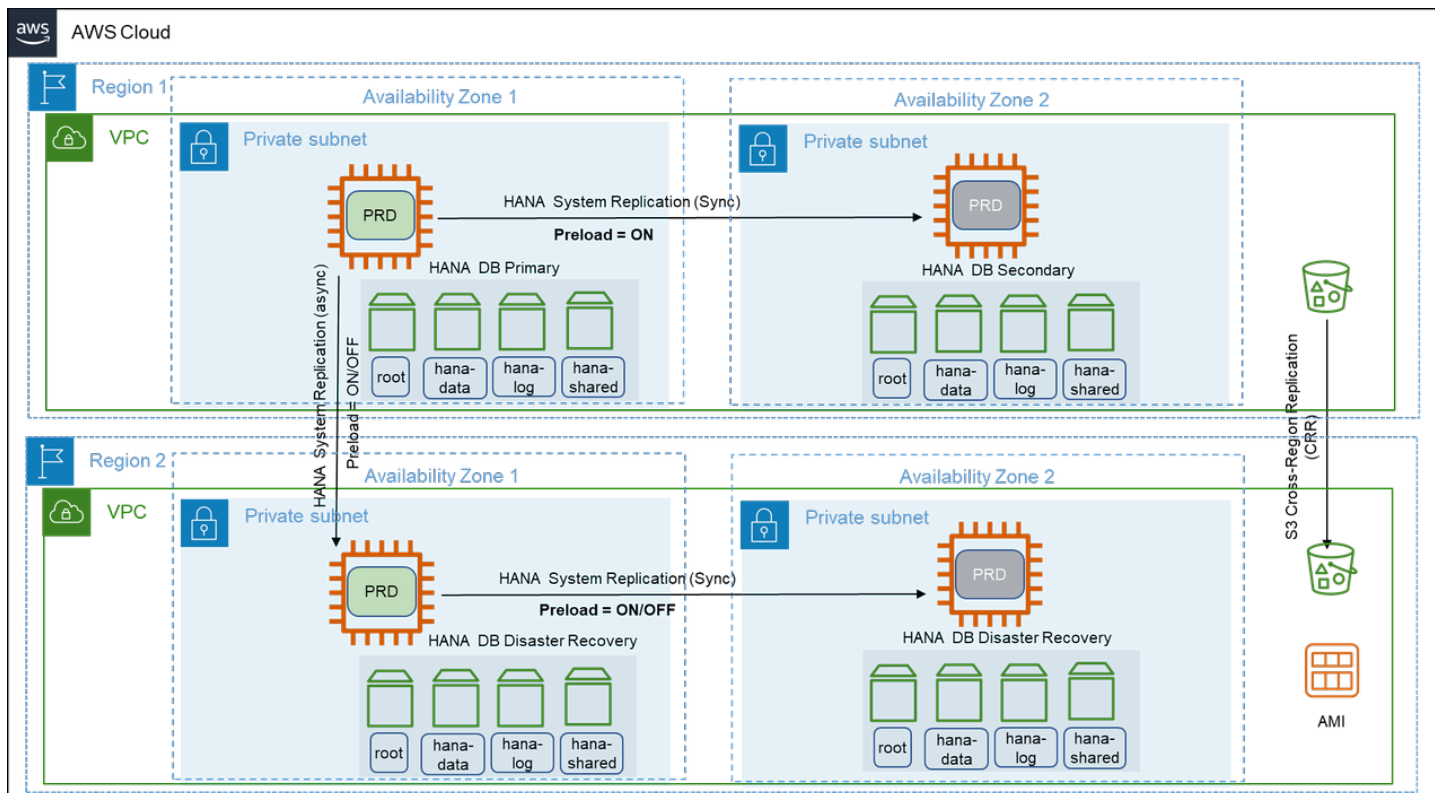 aws
AWS Cloud
Region 1
Availability Zone 1
Availability Zone 2
VPC
Private subnet
Private subnet
PRD
HANA System Replication (Sync)
Preload = ON
PRD
HANA DB Primary
HANA DB Secondary
root
hana-
data
hana-
log
hana-
shared
root
hana-
data
hana-
log
hana-
shared
HANA System Replication (async)
Preload = ON/OFF
S3 Cross-Region Replication
(CRR)
Region 2
Availability Zone 1
Availability Zone 2
VPC
Private subnet
Private subnet
PRD
HANA System Replication (Sync)
Preload = ON/OFF
PRD
HANA DB Disaster Recovery
HANA DB Disaster Recovery
root
hana-
data
hana-
log
hana-
shared
root
hana-
data
hana-
log
hana-
shared
AMI